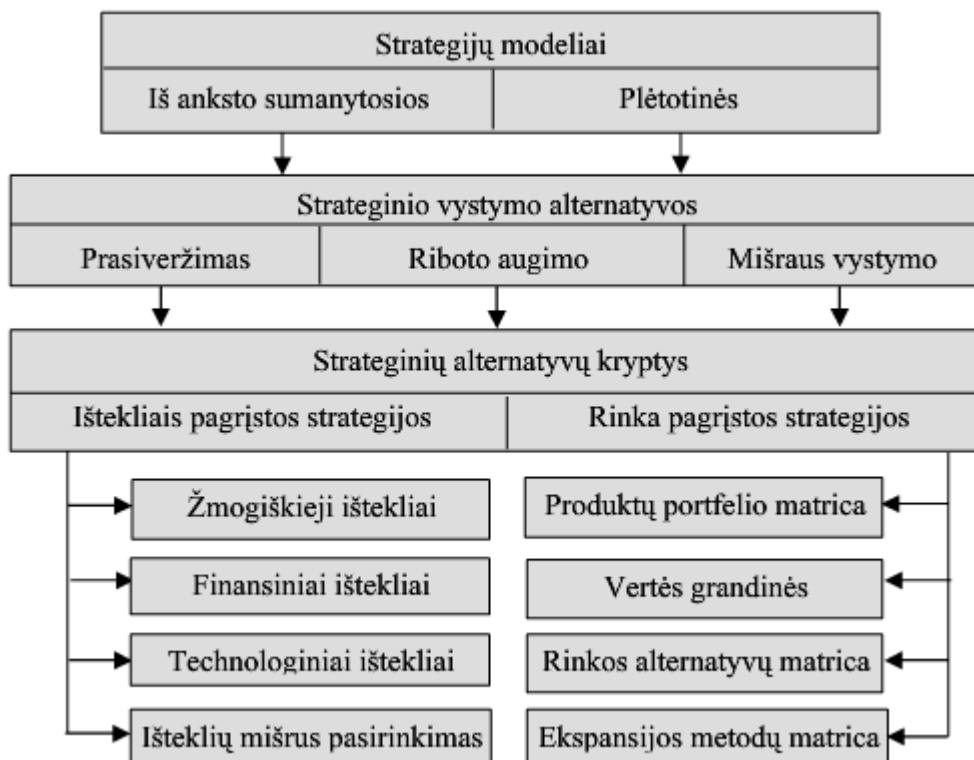 Strategijų modeliai
Iš anksto sumanytosios
Plėtotinės
Strateginio vystymo alternatyvos
Prasiveržimas
Riboto augimo
Mišraus vystymo
Strateginių alternatyvų kryptys
Ištekliais pagrįstos strategijos
Rinka pagrįstos strategijos
Žmogiškieji ištekliai
Finansiniai ištekliai
Technologiniai ištekliai
Išteklių mišrus pasirinkimas
Produktų portfelio matrica
Vertės grandinės
Rinkos alternatyvų matrica
Ekspansijos metodų matrica